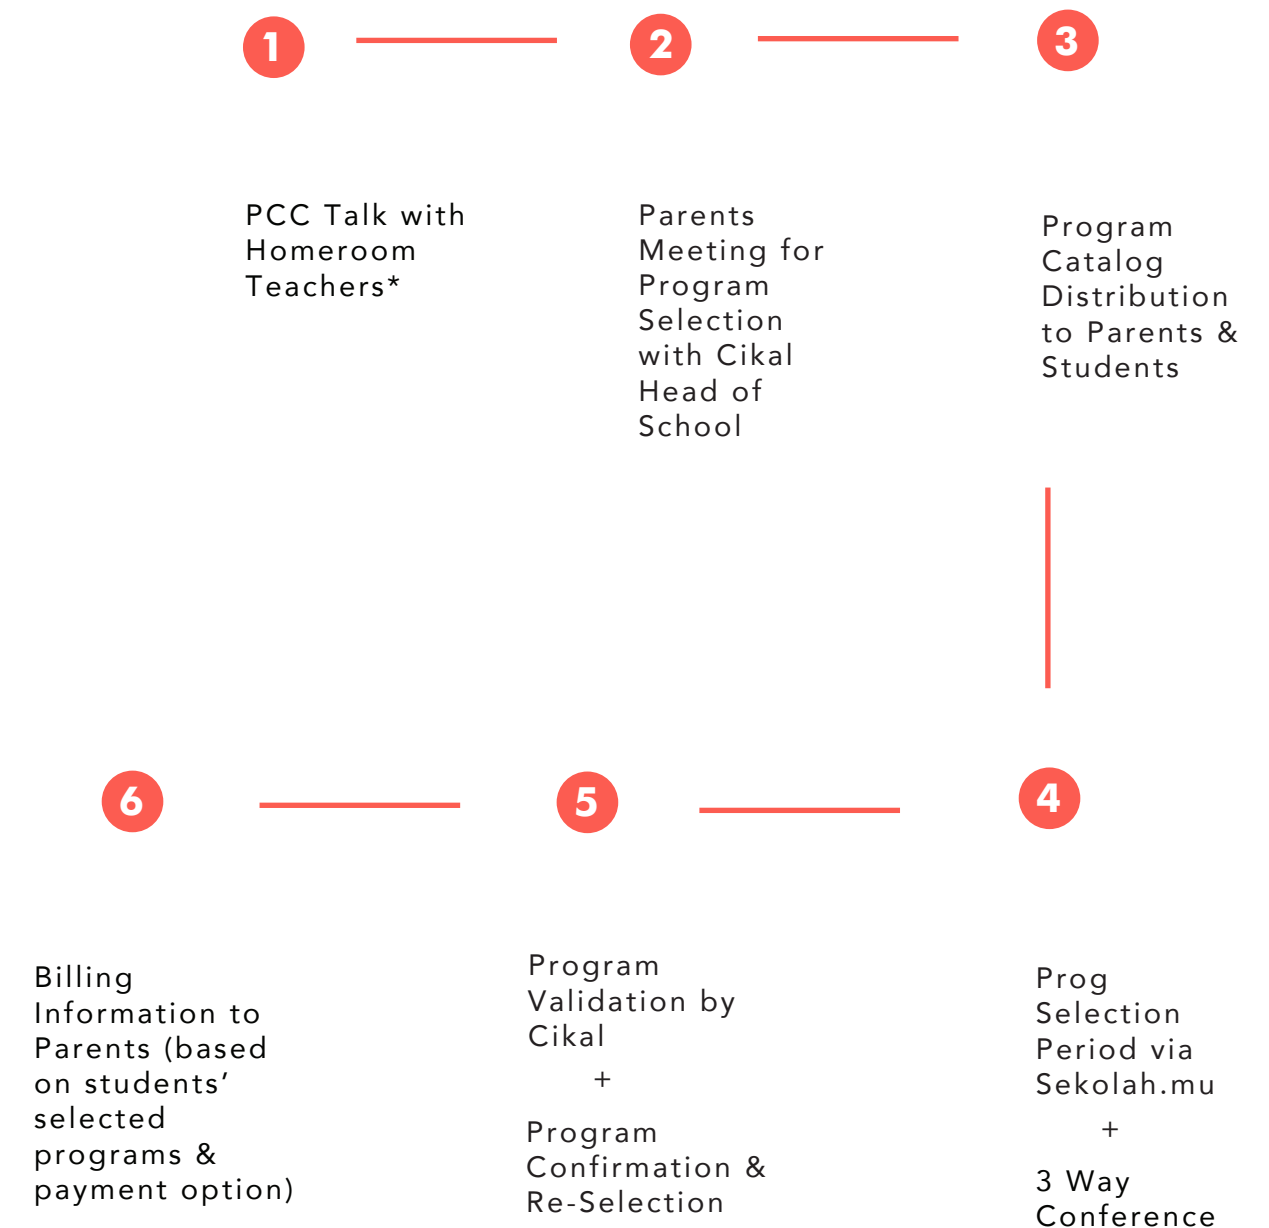 1
PCC Talk with
Homeroom
Teachers*
2
Parents
Meeting for
Program
Selection
with Cikal
Head of
School
3
Program
Catalog
Distribution
to Parents &
Students
4
Prog
Selection
Period via
Sekolah.mu
+
3 Way
Conference
5
Program
Validation by
Cikal
+
Program
Confirmation &
Re-Selection
6
Billing
Information to
Parents (based
on students’
selected
programs &
payment option)